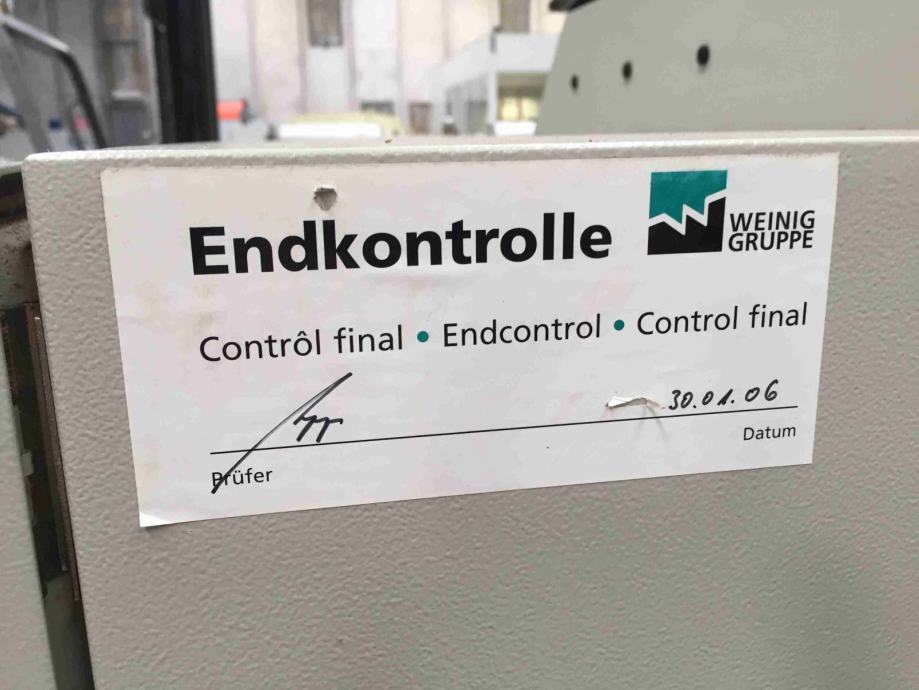 Endkontrolle
WEINIG
GRUPPE
Contrôl final • Endcontrol • Control final
30.01.06
Prüfer
Datum